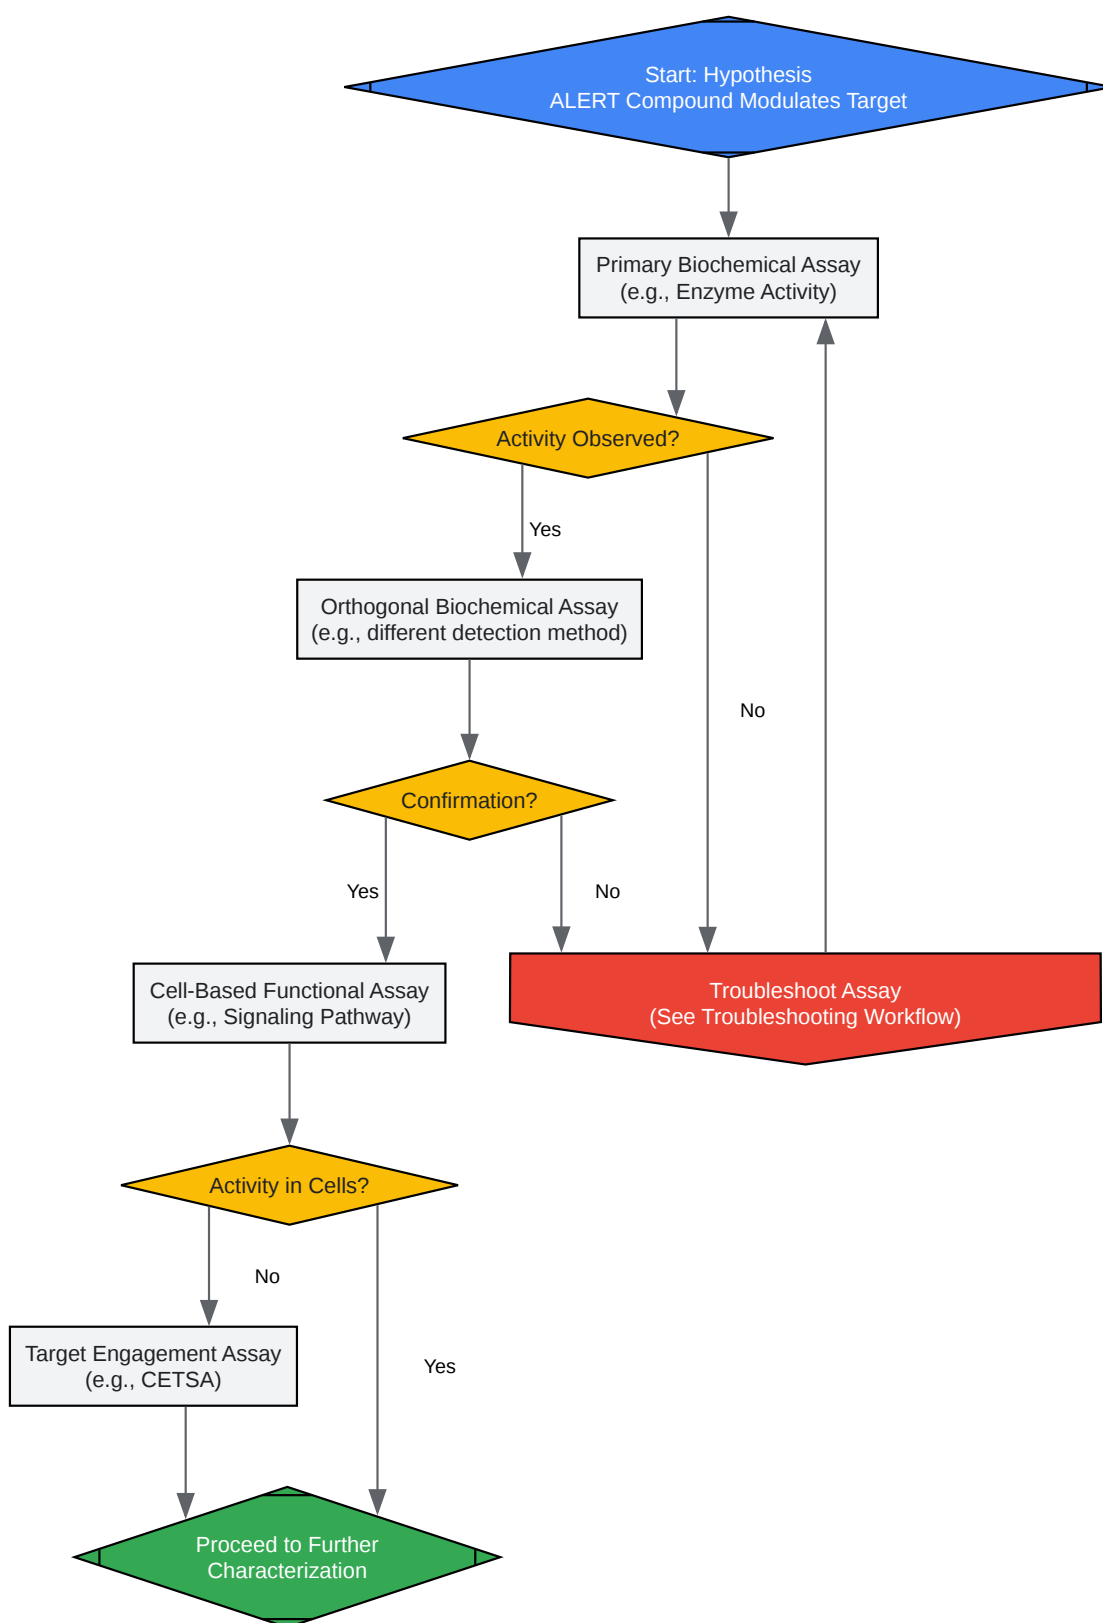 Start: Hypothesis
ALERT Compound Modulates Target
Primary Biochemical Assay
(e.g., Enzyme Activity)
Activity Observed?
Yes
Orthogonal Biochemical Assay
(e.g., different detection method)
No
Confirmation?
Yes
No
Cell-Based Functional Assay
(e.g., Signaling Pathway)
Troubleshoot Assay
(See Troubleshooting Workflow)
Activity in Cells?
No
Target Engagement Assay
(e.g., CETSA)
Yes
Proceed to Further
Characterization